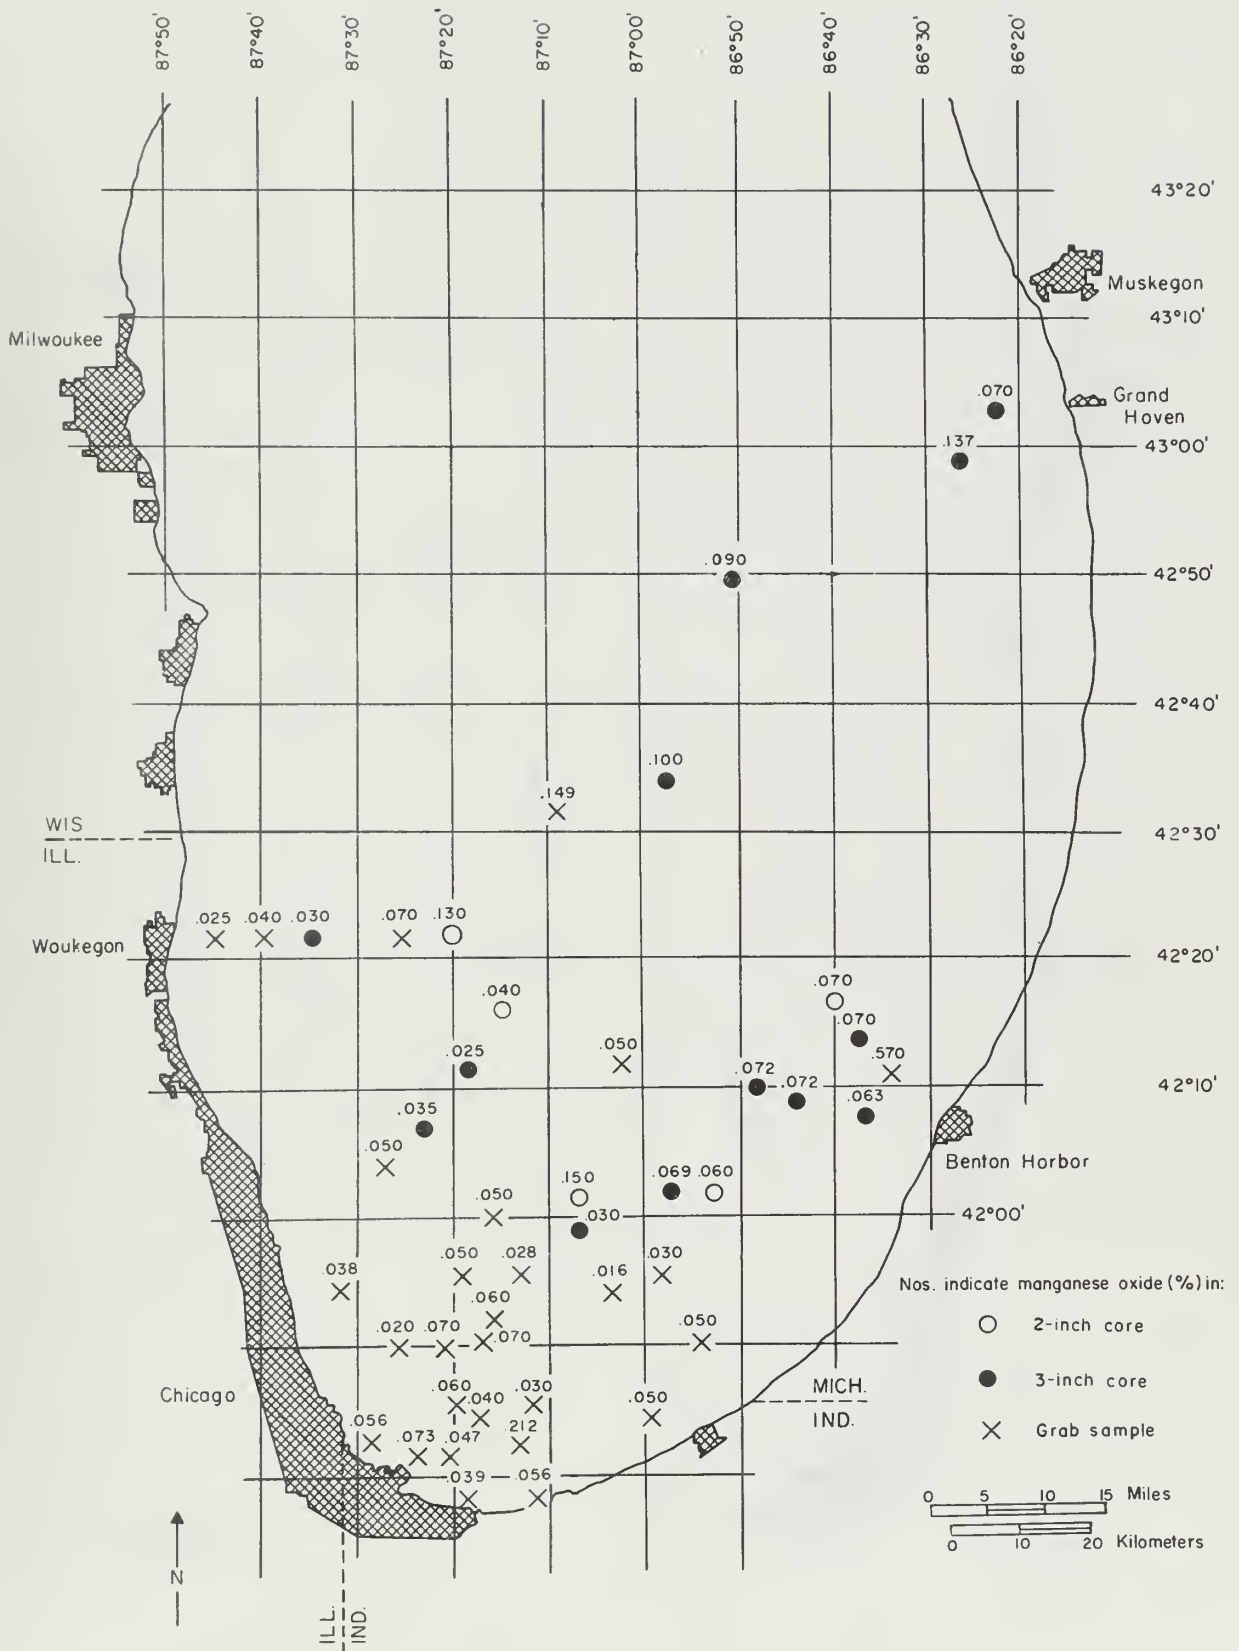 87°50'
87°40'
87°30'
87°20'
87°10'
87°00'
86°50'
86°40'
86°30'
86°20'
43°20'
Muskegon
43°10'
Milwaukee
.070
Grand
Haven
.137
43°00'
.090
42°50'
42°40'
.100
.149
WIS
42°30'
ILL.
.025 .040 .030 .070 .130
Waukegon
42°20'
.040
.070
.070
.025
.050
.570
.072
.072
42°10'
.035
.063
.050
Benton Harbor
.150
.069 .060
.050
.030
42°00'
.038
.050
.028
.016
.030
Nos. indicate manganese oxide (%) in:
.060
2-inch core
.020 .070
.070
.050
3-inch core
Chicago
.060
.040
.030
.050
MICH.
IND.
Grab sample
.056
.073
.047
.212
.039
.056
0 5 10 15 Miles
0 10 20 Kilometers
N
ILL.
IND.